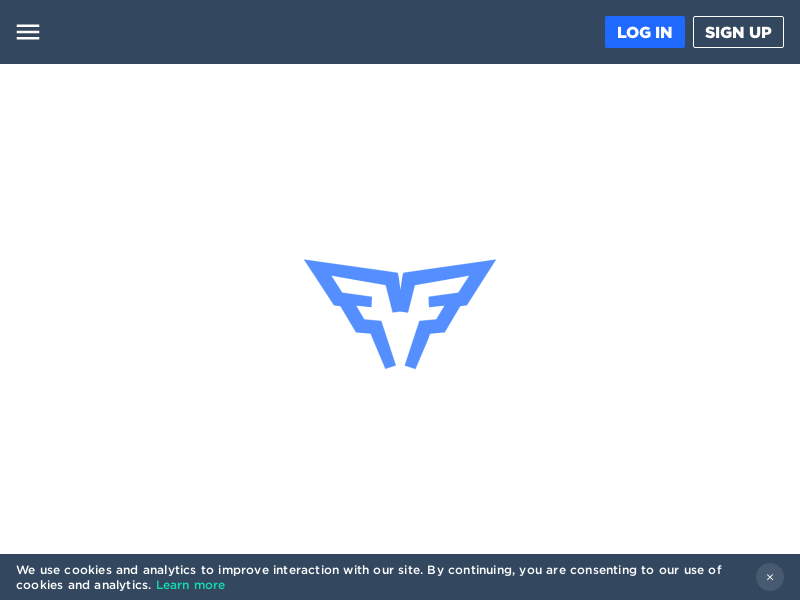 LOG IN
SIGN UP
We use cookies and analytics to improve interaction with our site. By continuing, you are consenting to our use of
cookies and analytics. Learn more